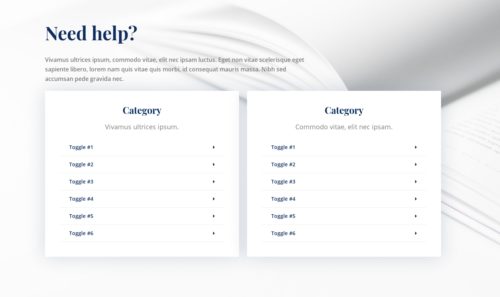 Need help?
Vivamus ultrices ipsum, commodo vitae, elit nec ipsam luctus. Eget non vitae scelerisque eget
sapiente libero, lorem nam quis vitae quis morbi, id consequat mauris massa. Nibh sed
accumsan pede gravida nec.
Category
Vivamus ultrices ipsum.
Toggle #1
Toggle #2
Toggle #3
Toggle #4
Toggle #5
Toggle #6
Category
Commodo vitae, elit nec ipsam.
Toggle #1
Toggle #2
Toggle #3
Toggle #4
Toggle #5
Toggle #6